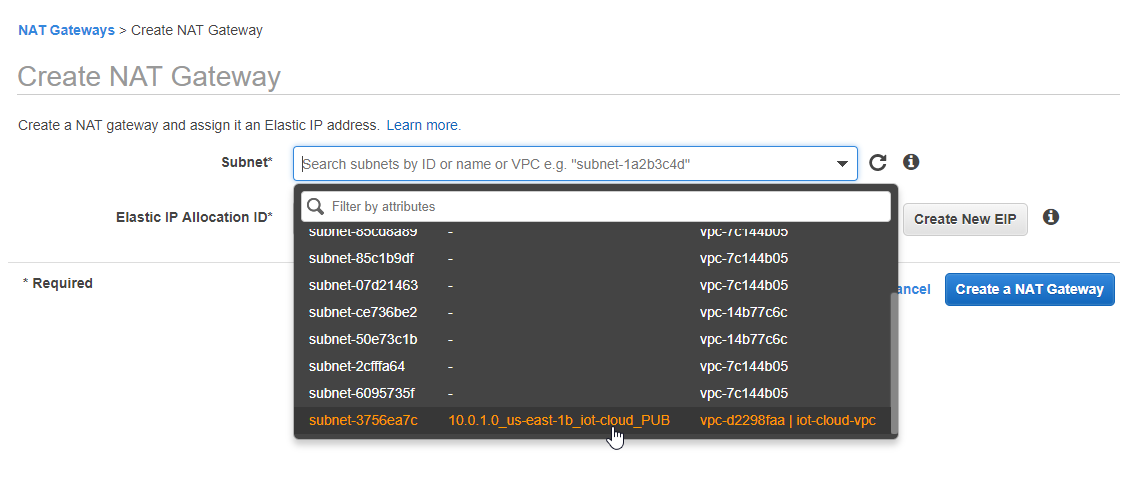 NAT Gateways > Create NAT Gateway
Create NAT Gateway
Create a NAT gateway and assign it an Elastic IP address. Learn more.
Subnet* Search subnets by ID or name or VPC e.g. "subnet-1a2b3c4d"
Filter by attributes
Elastic IP Allocation ID* Create New EIP
subnet-85cd8a89 - vpc-7c144b05
subnet-85c1b9df - vpc-7c144b05
subnet-07d21463 - vpc-7c144b05
* Required ancel Create a NAT Gateway
subnet-ce736be2 - vpc-14b77c6c
subnet-50e73c1b - vpc-14b77c6c
subnet-2cfffa64 - vpc-7c144b05
subnet-6095735f - vpc-7c144b05
subnet-3756ea7c 10.0.1.0_us-east-1b_iot-cloud_PUB vpc-d2298faa | iot-cloud-vpc